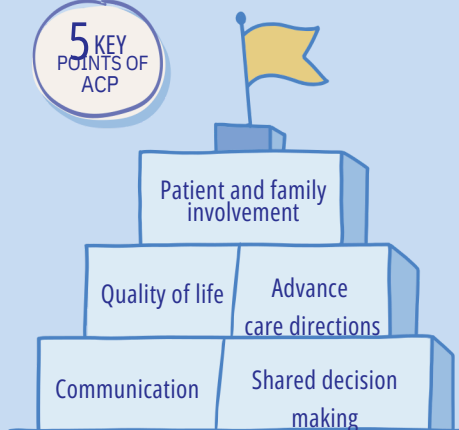 5 KEY
POINTS OF
ACP
Patient and family
involvement
Quality of life
Advance
care directions
Communication
Shared decision
making